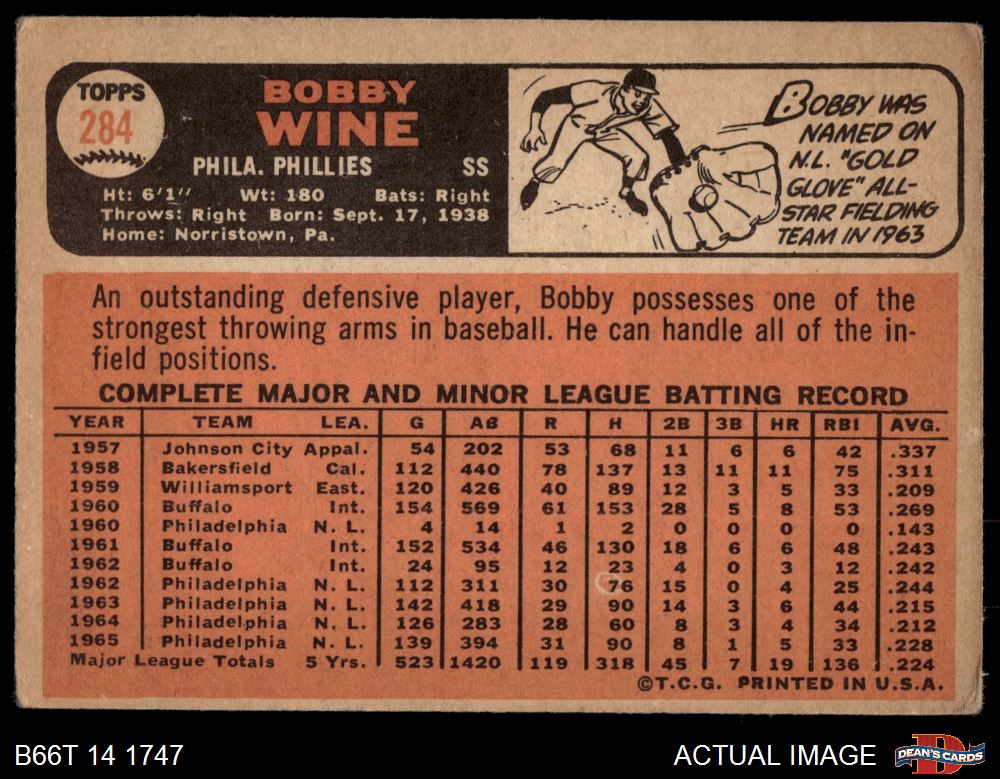 TOPPS
284
BOBBY
WINE
PHILA. PHILLIES SS
Ht: 6'1" Wt: 180 Bats: Right
Throws: Right Born: Sept. 17, 1938
Home: Norristown, Pa.
BOBBY WAS
NAMED ON
N.L. "GOLD
GLOVE" ALL-
STAR FIELDING
TEAM IN 1963
An outstanding defensive player, Bobby possesses one of the
strongest throwing arms in baseball. He can handle all of the in-
field positions.
COMPLETE MAJOR AND MINOR LEAGUE BATTING RECORD
YEAR TEAM LEA. G AB R H 2B 3B HR RBI AVG.
1957 Johnson City Appal. 54 202 53 68 11 6 6 42 .337
1958 Bakersfield Cal. 112 440 78 137 13 11 11 75 .311
1959 Williamsport East. 120 426 40 89 12 3 5 33 .209
1960 Buffalo Int. 154 569 61 153 28 5 8 53 .269
1960 Philadelphia N. L. 4 14 1 2 0 0 0 0 .143
1961 Buffalo Int. 152 534 46 130 18 6 6 48 .243
1962 Buffalo Int. 24 95 12 23 4 0 3 12 .242
1962 Philadelphia N. L. 112 311 30 76 15 0 4 25 .244
1963 Philadelphia N. L. 142 418 29 90 14 3 6 44 .215
1964 Philadelphia N. L. 126 283 28 60 8 3 4 34 .212
1965 Philadelphia N. L. 139 394 31 90 8 1 5 33 .228
Major League Totals 5 Yrs. 523 1420 119 318 45 7 19 136 .224
©T.C.G. PRINTED IN U.S.A.
B66T 14 1747
ACTUAL IMAGE
DEAN'S CARDS